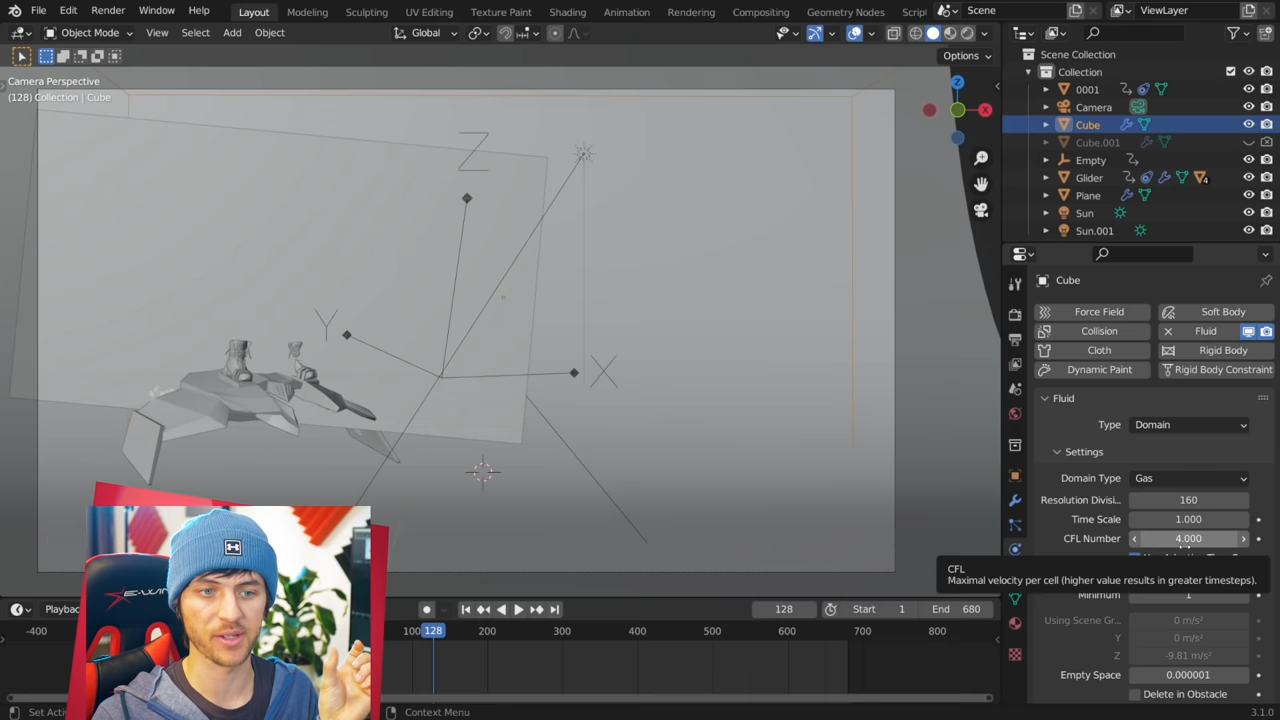 File Edit Render Window Help Layout Modeling Sculpting UV Editing Texture Paint Shading Animation Rendering Compositing Geometry Nodes Scene ViewLayer
Object Mode View Select Add Object Global
Options
Camera Perspective
(128) Collection | Cube
Z
Y
X
Z
X
Scene Collection
Collection
0001
Camera
Cube
Cube.001
Empty
Glider
4
Plane
Sun
Sun.001
Cube
Force Field Soft Body
Collision Fluid
Cloth Rigid Body
Dynamic Paint Rigid Body Constraint
Fluid
Type Domain
Settings
Domain Type Gas
Resolution Divisi... 160
Time Scale 1.000
CFL Number 4.000
CFL
Maximal velocity per cell (higher value results in greater timesteps).
Minimum 1
Using Scene Gr... 0 m/s²
Y 0 m/s²
Z -9.81 m/s²
Empty Space 0.000001
Delete in Obstacle
128 Start 1 End 680
-400 100 128 200 300 400 500 600 700 800
Context Menu 3.1.0